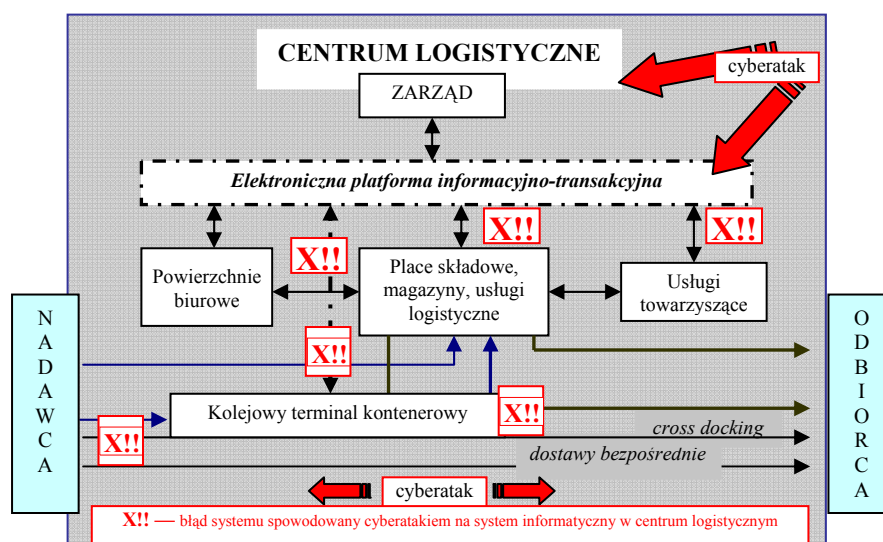 CENTRUM LOGISTYCZNE
cyberatak
ZARZĄD
Elektroniczna platforma informacyjno-transakcyjna
X!!
X!!
X!!
Powierzchnie
biurowe
Place składowe,
magazyny, usługi
logistyczne
Usługi
towarzyszące
N
A
D
A
W
C
A
O
D
B
I
O
R
C
A
X!!
Kolejowy terminal kontenerowy
X!!
X!!
cross docking
dostawy bezpośrednie
cyberatak
X!! — błąd systemu spowodowany cyberatakiem na system informatyczny w centrum logistycznym